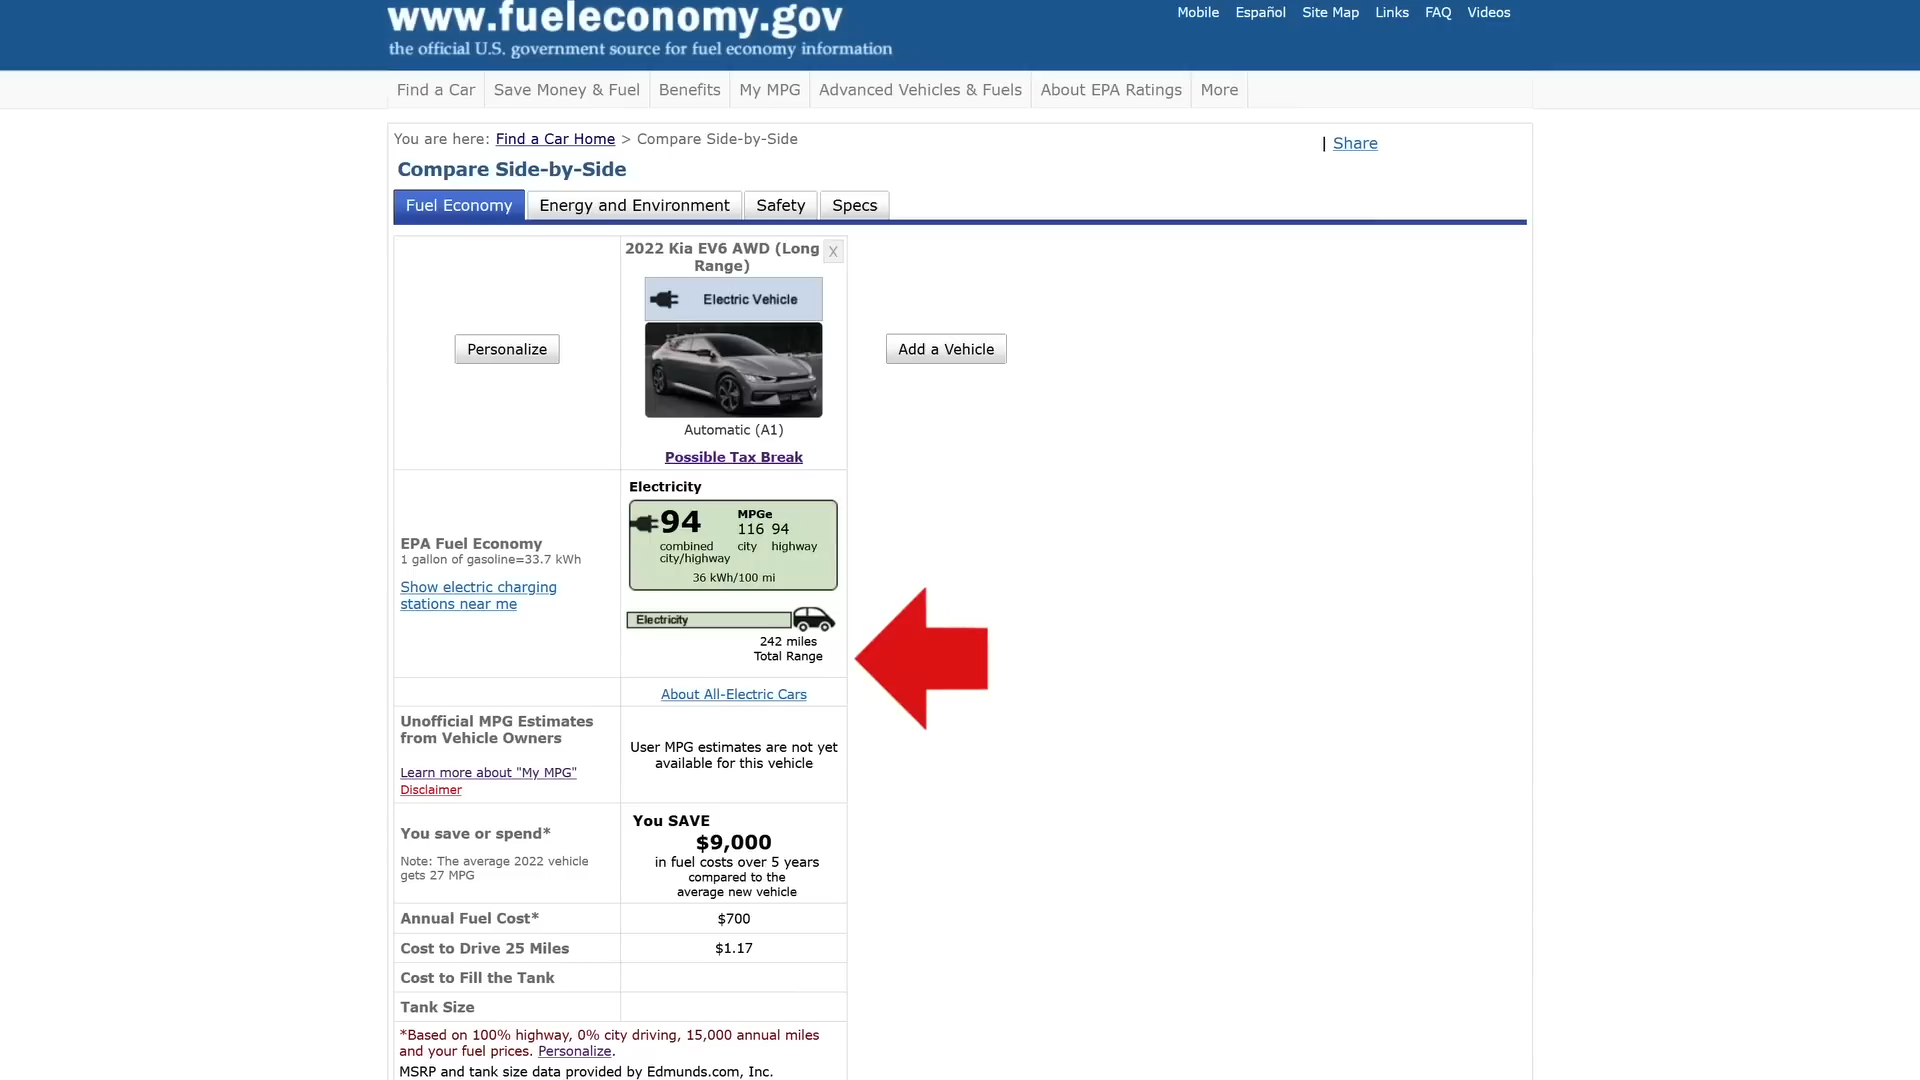 www.fueleconomy.gov
the official U.S. government source for fuel economy information
Mobile Español Site Map Links FAQ Videos
Find a Car Save Money & Fuel Benefits My MPG Advanced Vehicles & Fuels About EPA Ratings More
You are here: Find a Car Home > Compare Side-by-Side
| Share
Compare Side-by-Side
Fuel Economy Energy and Environment Safety Specs
2022 Kia EV6 AWD (Long
Range)
X
Electric Vehicle
Personalize
Add a Vehicle
Automatic (A1)
Possible Tax Break
EPA Fuel Economy
1 gallon of gasoline=33.7 kWh
Show electric charging
stations near me
Electricity
94
MPGe
116 94
combined
city/highway
city highway
36 kWh/100 mi
Electricity
242 miles
Total Range
About All-Electric Cars
Unofficial MPG Estimates
from Vehicle Owners
Learn more about "My MPG"
Disclaimer
User MPG estimates are not yet
available for this vehicle
You save or spend*
Note: The average 2022 vehicle
gets 27 MPG
You SAVE
$9,000
in fuel costs over 5 years
compared to the
average new vehicle
Annual Fuel Cost* $700
Cost to Drive 25 Miles $1.17
Cost to Fill the Tank
Tank Size
*Based on 100% highway, 0% city driving, 15,000 annual miles
and your fuel prices. Personalize.
MSRP and tank size data provided by Edmunds.com, Inc.